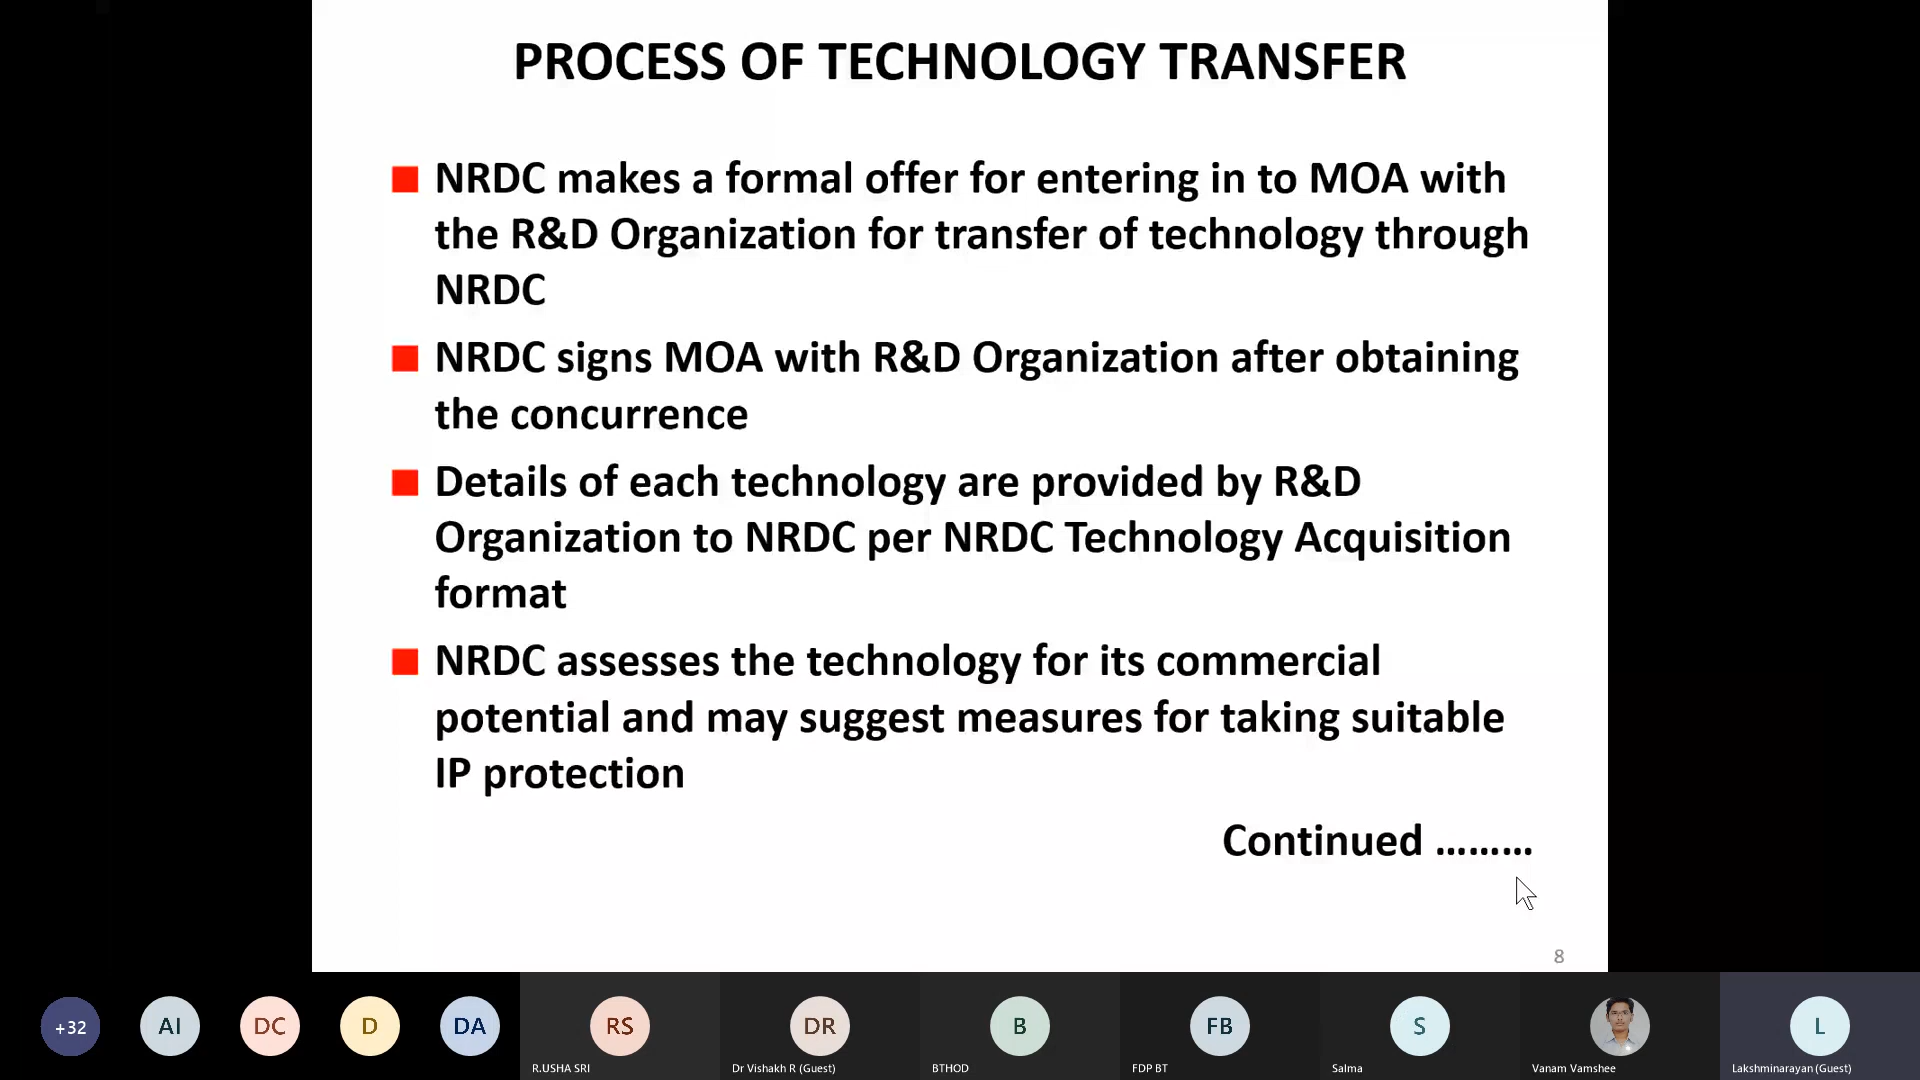 PROCESS OF TECHNOLOGY TRANSFER
NRDC makes a formal offer for entering in to MOA with
the R&D Organization for transfer of technology through
NRDC
NRDC signs MOA with R&D Organization after obtaining
the concurrence
Details of each technology are provided by R&D
Organization to NRDC per NRDC Technology Acquisition
format
NRDC assesses the technology for its commercial
potential and may suggest measures for taking suitable
IP protection
Continued .........
8
+32 AI DC D DA RS DR B FB S L
R.USHA SRI Dr Vishakh R (Guest) BTHOD FDP BT Salma Vanam Vamshee Lakshminarayan (Guest)